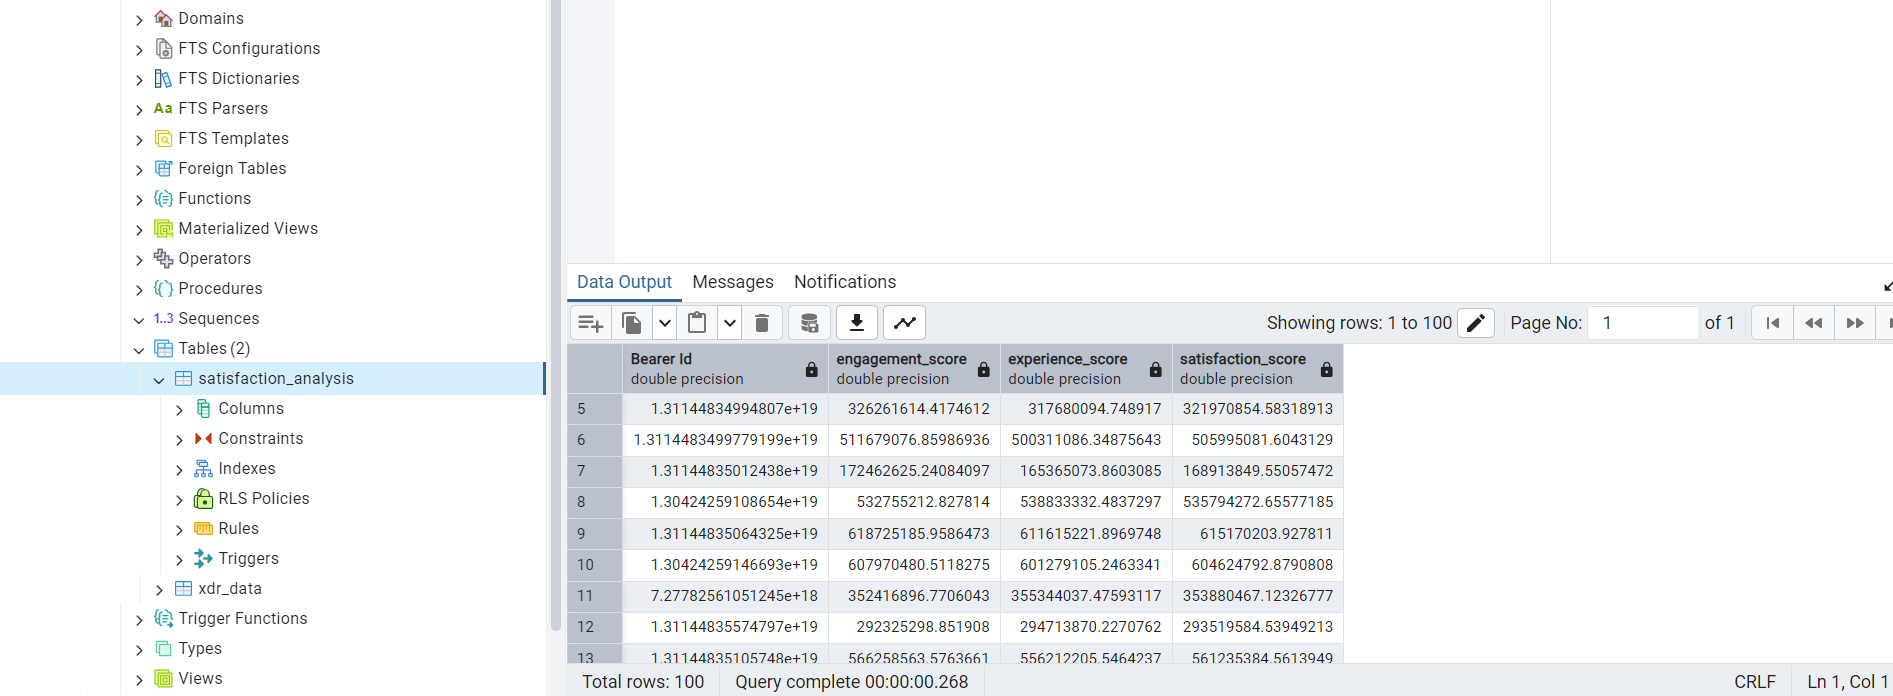 Domains
FTS Configurations
FTS Dictionaries
Aa FTS Parsers
FTS Templates
Foreign Tables
Functions
Materialized Views
Operators
Procedures
1..3 Sequences
Tables (2)
satisfaction_analysis
Columns
Constraints
Indexes
RLS Policies
Rules
Triggers
xdr_data
Trigger Functions
Types
Views
Data Output Messages Notifications
Showing rows: 1 to 100 Page No: 1 of 1
Bearer Id engagement_score experience_score satisfaction_score
double precision double precision double precision double precision
5 1.31144834994807e+19 326261614.4174612 317680094.748917 321970854.58318913
6 1.3114483499779199e+19 511679076.85986936 500311086.34875643 505995081.6043129
7 1.31144835012438e+19 172462625.24084097 165365073.8603085 168913849.55057472
8 1.30424259108654e+19 532755212.827814 538833332.4837297 535794272.65577185
9 1.31144835064325e+19 618725185.9586473 611615221.8969748 615170203.927811
10 1.30424259146693e+19 607970480.5118275 601279105.2463341 604624792.8790808
11 7.27782561051245e+18 352416896.7706043 355344037.47593117 353880467.12326777
12 1.31144835574797e+19 292325298.851908 294713870.2270762 293519584.53949213
13 1.31144835105748e+19 566258563.5763661 556212205.5464237 561235384.5613949
Total rows: 100 Query complete 00:00:00.268 CRLF Ln 1, Col 1